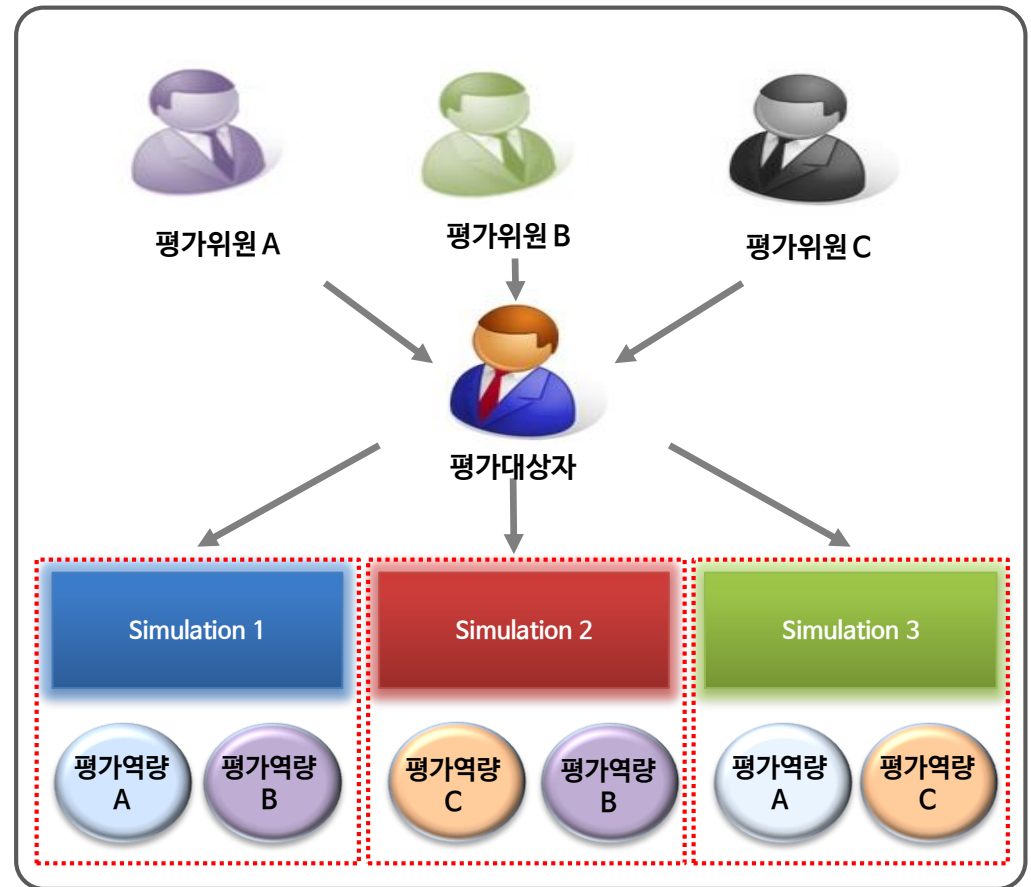 평가위원 A
평가위원 B
평가위원 C
평가대상자
Simulation 1
Simulation 2
Simulation 3
평가역량
A
평가역량
B
평가역량
C
평가역량
B
평가역량
A
평가역량
C